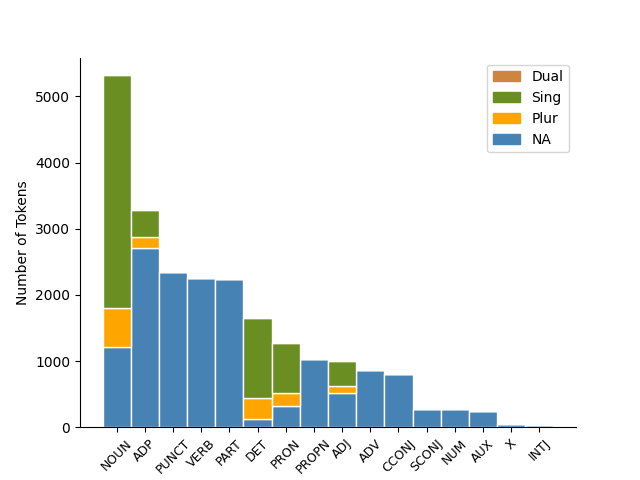 Dual
Sing
Plur
NA
Number of Tokens
5000
4000
3000
2000
1000
0
NOUN
ADP
PUNCT
VERB
PART
DET
PRON
PROPN
ADJ
ADV
CCONJ
SCONJ
NUM
AUX
X
INTJ